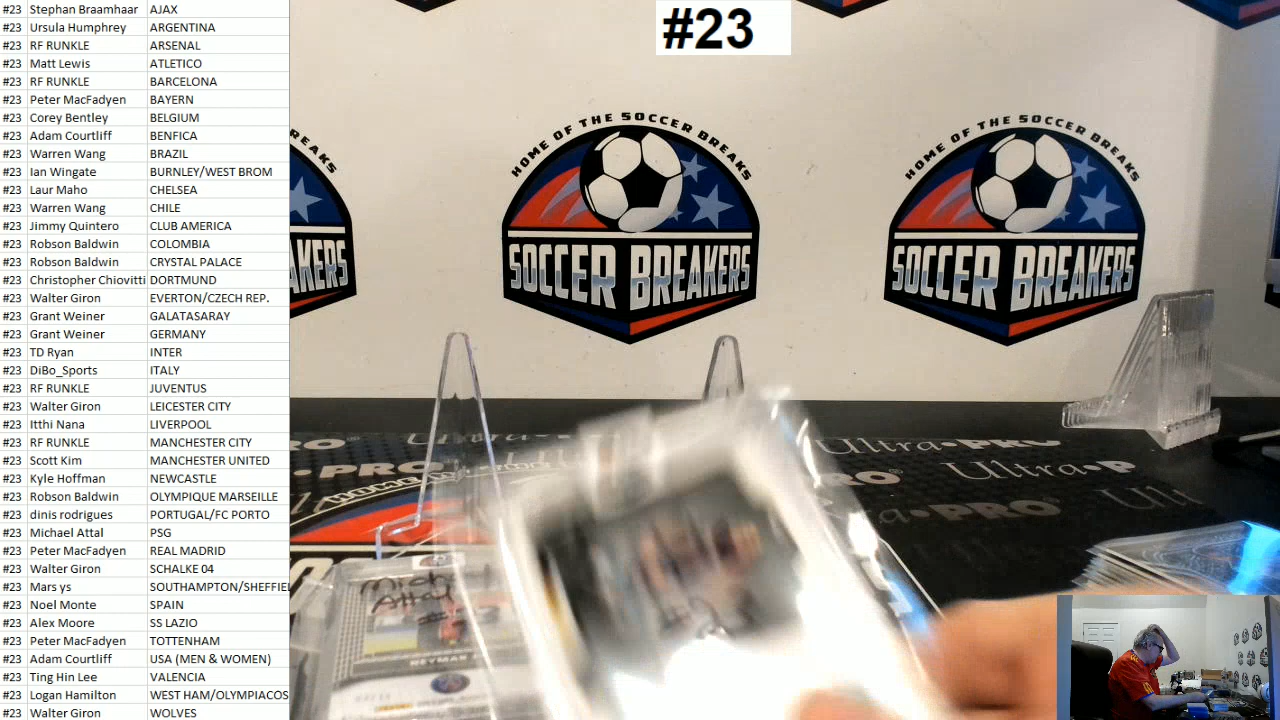 #23 Stephan Braamhaar AJAX
#23 Ursula Humphrey ARGENTINA
#23 RF RUNKLE ARSENAL
#23 Matt Lewis ATLETICO
#23 RF RUNKLE BARCELONA
#23 Peter MacFadyen BAYERN
#23 Corey Bentley BELGIUM
#23 Adam Courtliff BENFICA
#23 Warren Wang BRAZIL
#23 Ian Wingate BURNLEY/WEST BROM
#23 Laur Maho CHELSEA
#23 Warren Wang CHILE
#23 Jimmy Quintero CLUB AMERICA
#23 Robson Baldwin COLOMBIA
#23 Robson Baldwin CRYSTAL PALACE
#23 Christopher Chiovitti DORTMUND
#23 Walter Giron EVERTON/CZECH REP.
#23 Grant Weiner GALATASARAY
#23 Grant Weiner GERMANY
#23 TD Ryan INTER
#23 DiBo_Sports ITALY
#23 RF RUNKLE JUVENTUS
#23 Walter Giron LEICESTER CITY
#23 Itthi Nana LIVERPOOL
#23 RF RUNKLE MANCHESTER CITY
#23 Scott Kim MANCHESTER UNITED
#23 Kyle Hoffman NEWCASTLE
#23 Robson Baldwin OLYMPIQUE MARSEILLE
#23 dinis rodrigues PORTUGAL/FC PORTO
#23 Michael Attal PSG
#23 Peter MacFadyen REAL MADRID
#23 Walter Giron SCHALKE 04
#23 Mars ys SOUTHAMPTON/SHEFFIEL
#23 Noel Monte SPAIN
#23 Alex Moore SS LAZIO
#23 Peter MacFadyen TOTTENHAM
#23 Adam Courtliff USA (MEN & WOMEN)
#23 Ting Hin Lee VALENCIA
#23 Logan Hamilton WEST HAM/OLYMPIACOS
#23 Walter Giron WOLVES
#23
REAKS
AKERS
HOME OF THE SOCCER BREAKS
SOCCER BREAKERS
HOME OF THE SOCCER BREAKS
SOCCER BREAKERS
Ultra
Ultra PRO
PRO
Mich
Attal
NEYMAR